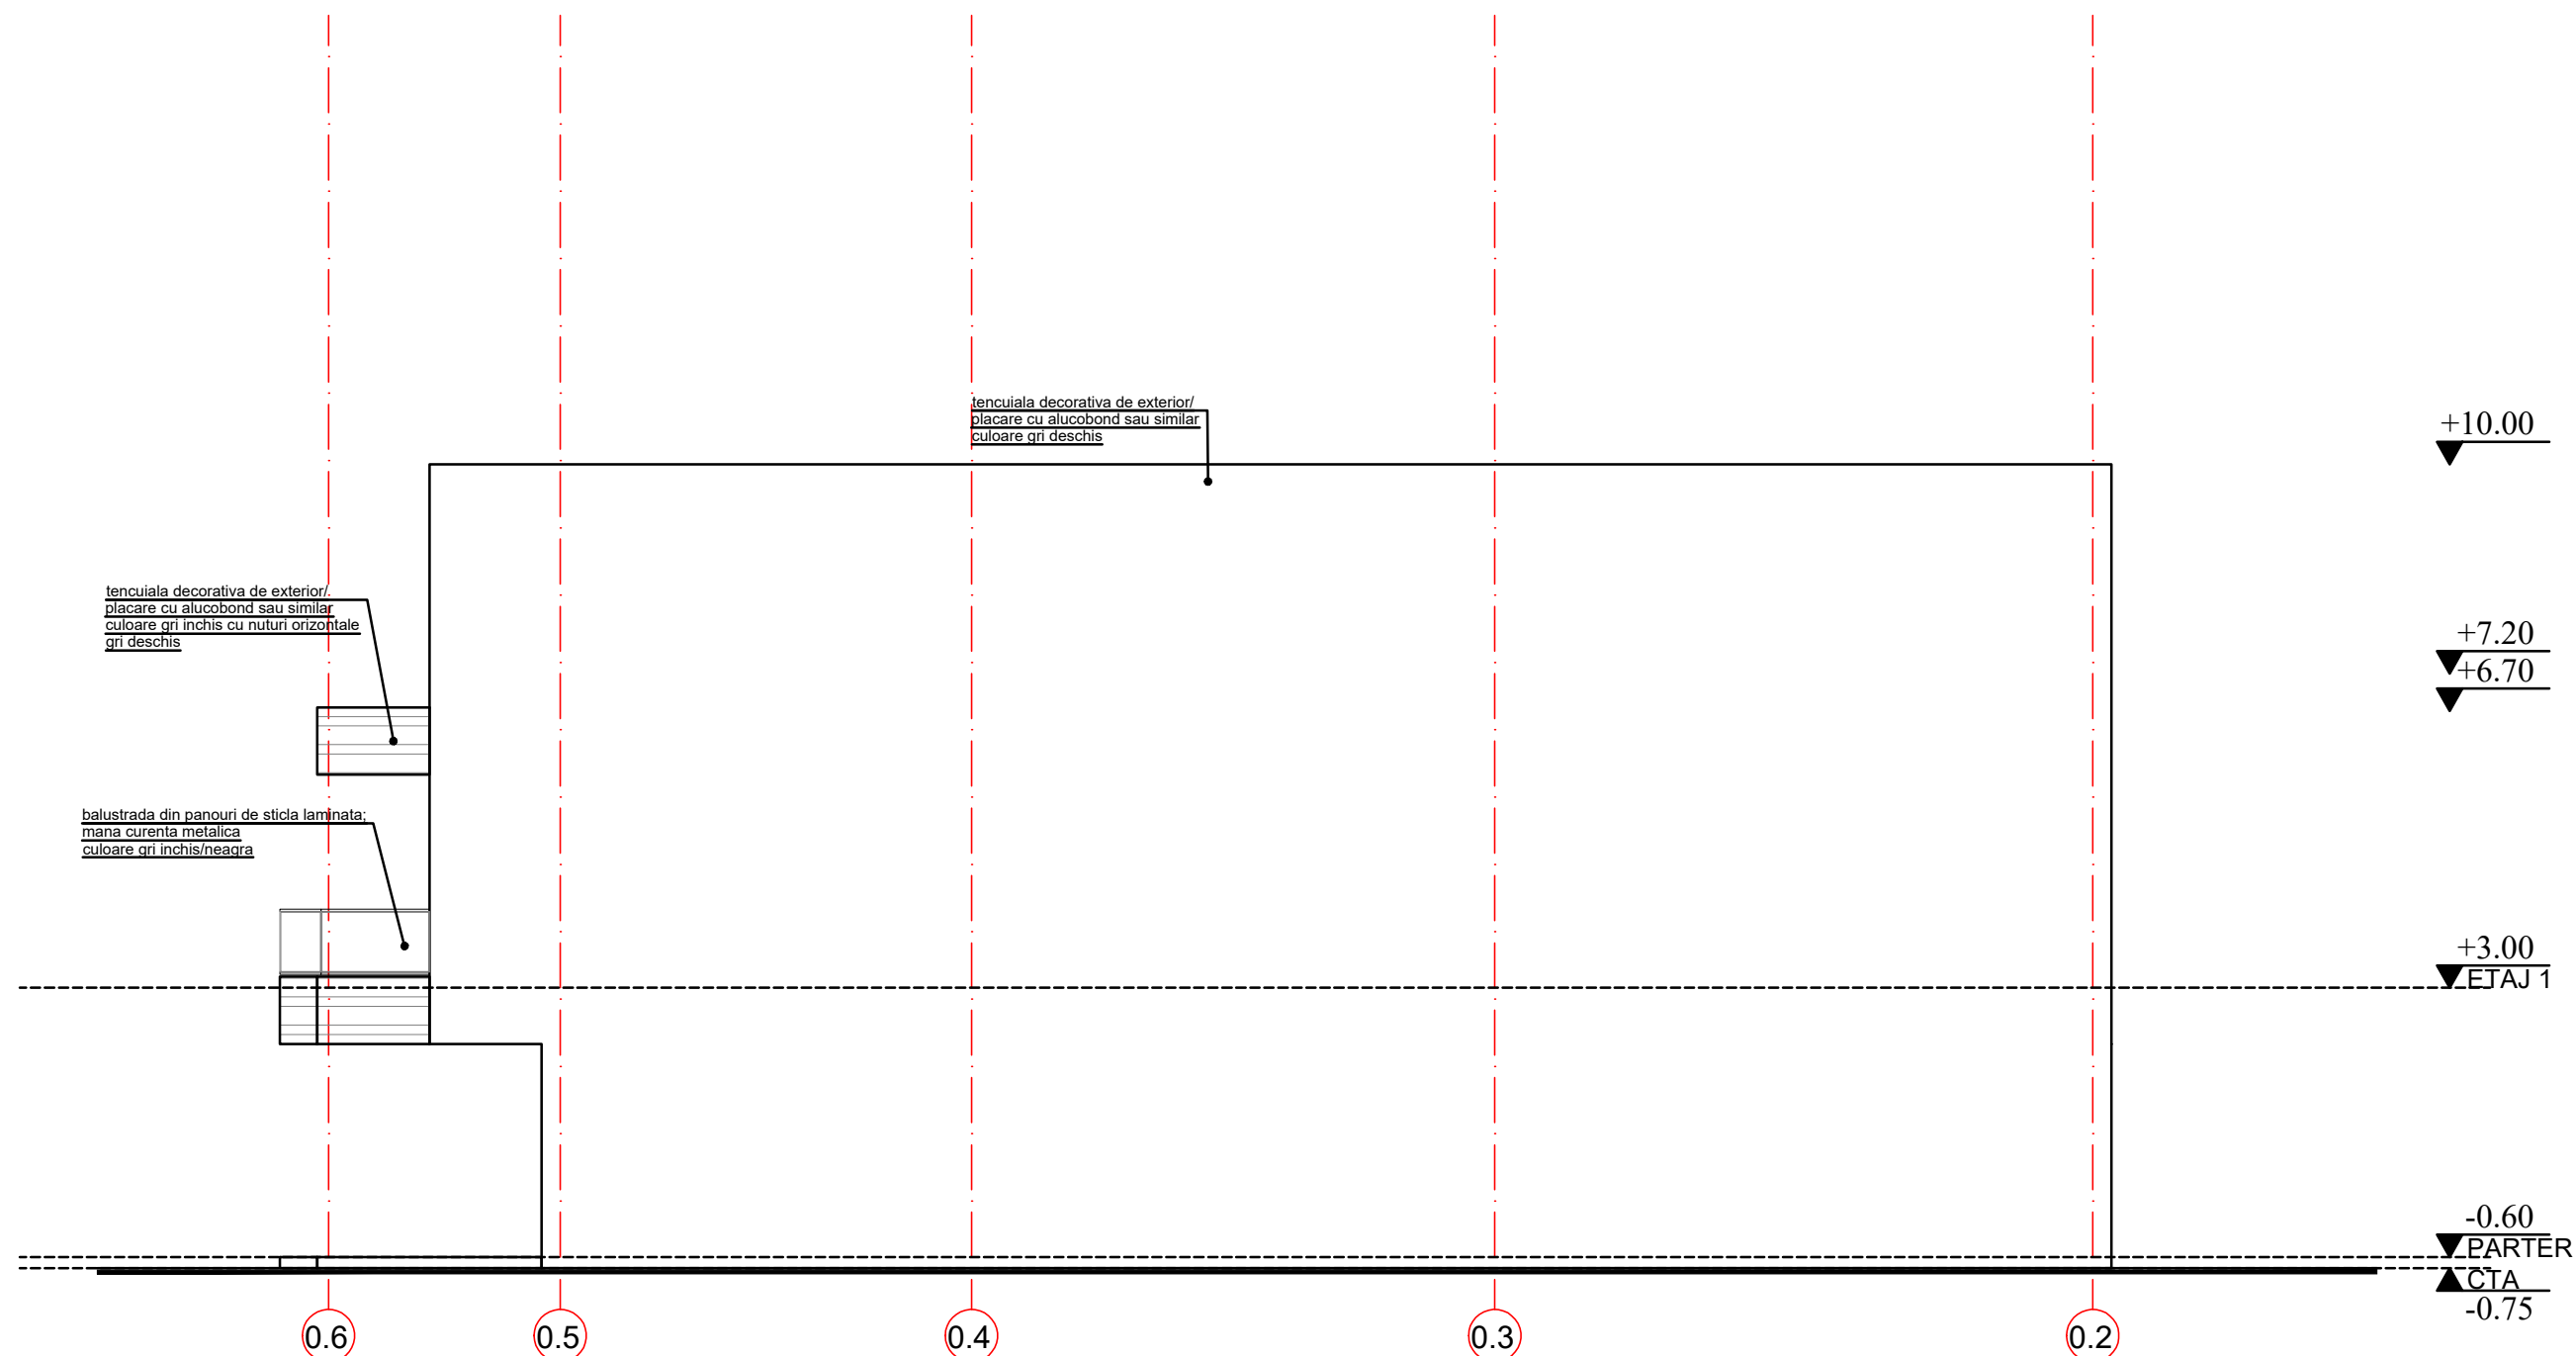 tencuiala decorativa de exterior/
placare cu alucobond sau similar
culoare gri deschis
+10.00
tencuiala decorativa de exterior/
placare cu alucobond sau similar
culoare gri inchis cu nuturi orizontale
gri deschis
+7.20
+6.70
balustrada din panouri de sticla laminata;
mana curenta metalica
culoare gri inchis/neagra
+3.00
ETAJ 1
-0.60
PARTER
CTA
-0.75
0.6
0.5
0.4
0.3
0.2